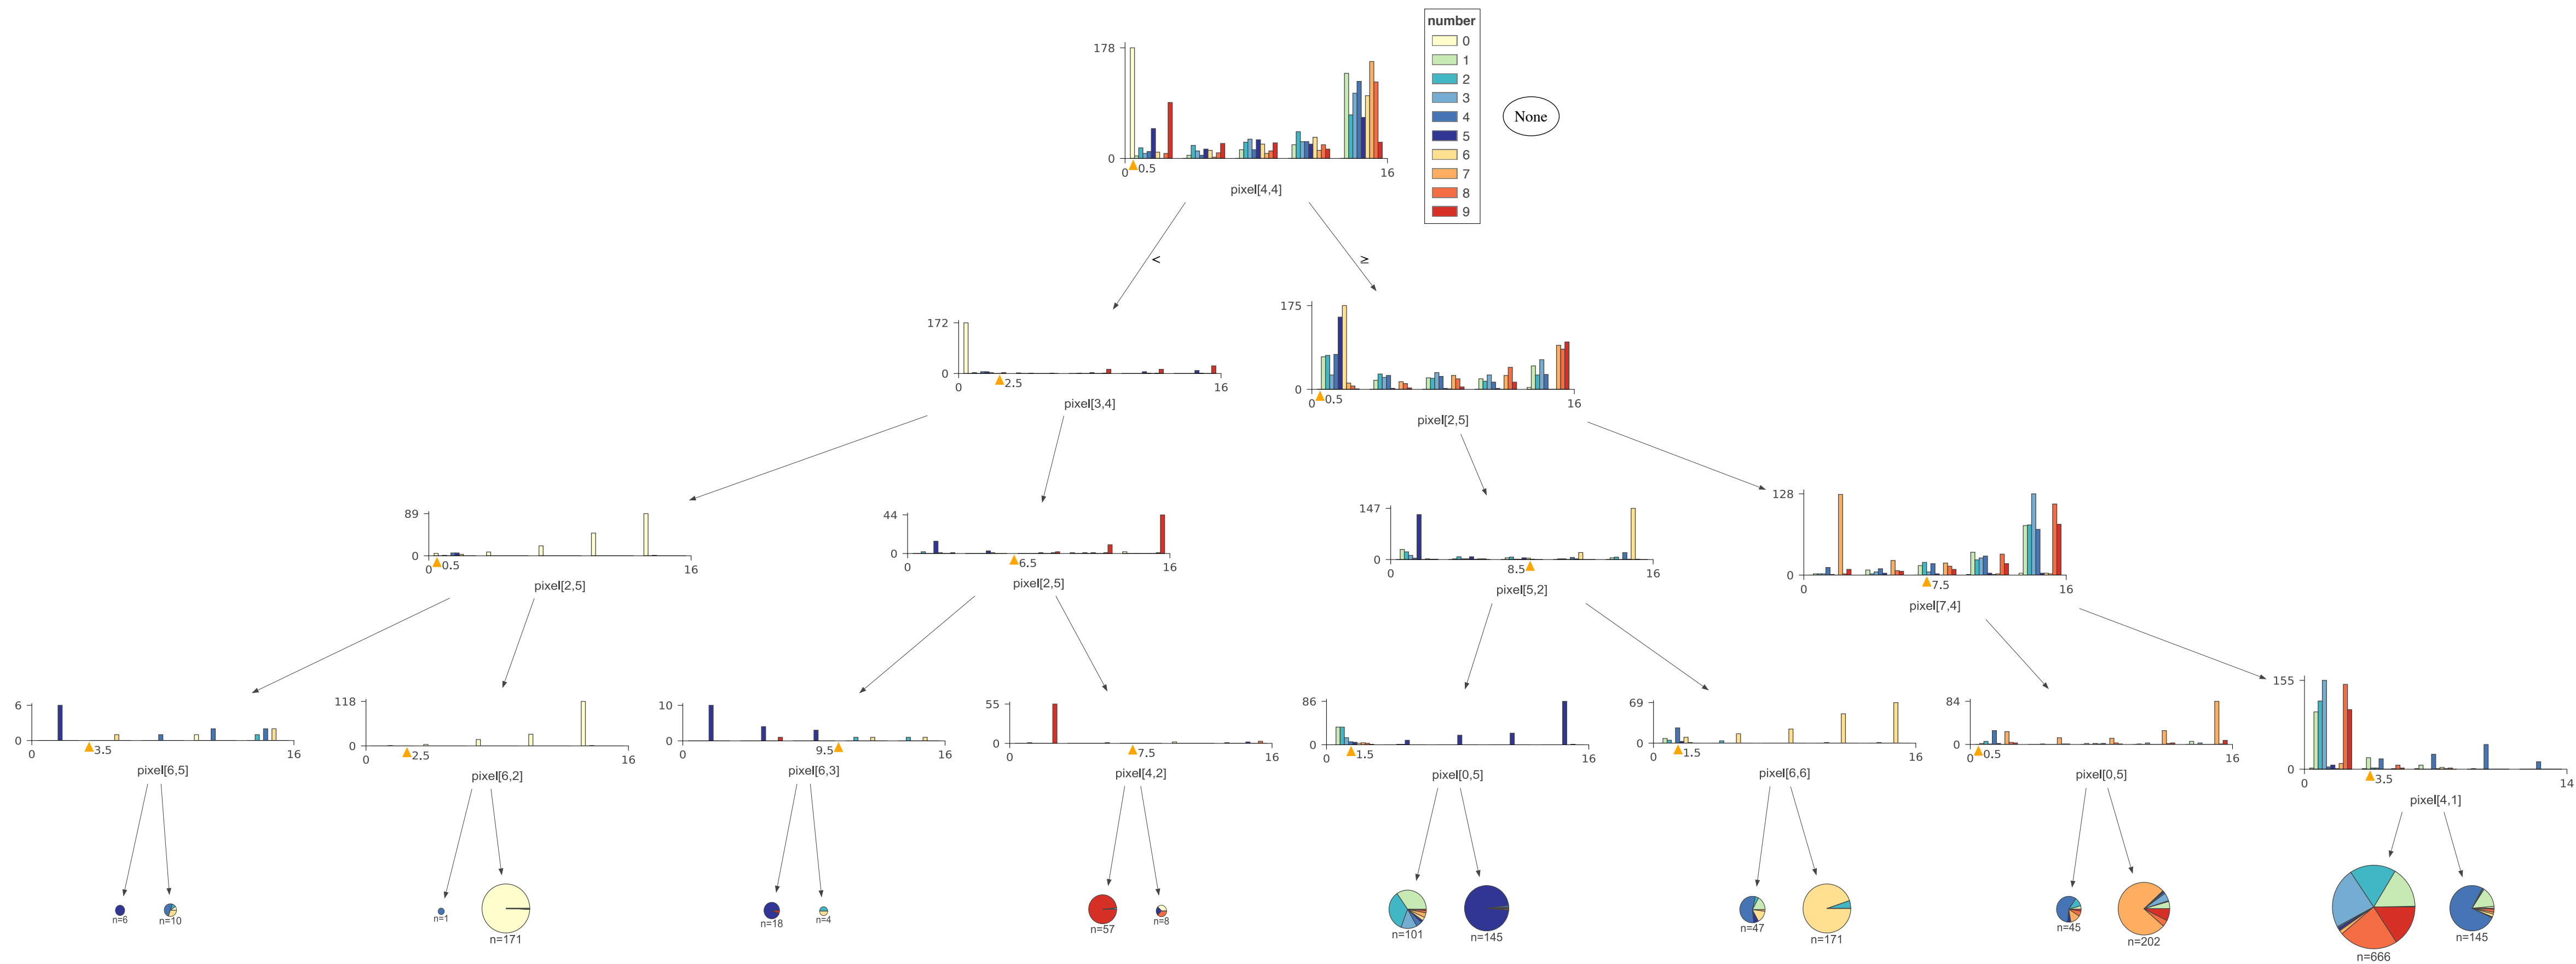 number
0
1
2
3
4
5
6
7
8
9
None
178
0
0 0.5 16
pixel[4,4]
< ≥
172
0
0 2.5 16
pixel[3,4]
175
0
0 0.5 16
pixel[2,5]
89
0
0 0.5 16
pixel[2,5]
44
0
0 6.5 16
pixel[2,5]
147
0
0 8.5 16
pixel[5,2]
128
0
0 7.5 16
pixel[7,4]
6
0
0 3.5 16
pixel[6,5]
118
0
0 2.5 16
pixel[6,2]
10
0
0 9.5 16
pixel[6,3]
55
0
0 7.5 16
pixel[4,2]
86
0
0 1.5 16
pixel[0,5]
69
0
0 1.5 16
pixel[6,6]
84
0
0 0.5 16
pixel[0,5]
155
0
0 3.5 14
pixel[4,1]
n=6
n=10
n=1
n=171
n=18
n=4
n=57
n=8
n=101
n=145
n=47
n=171
n=45
n=202
n=666
n=145